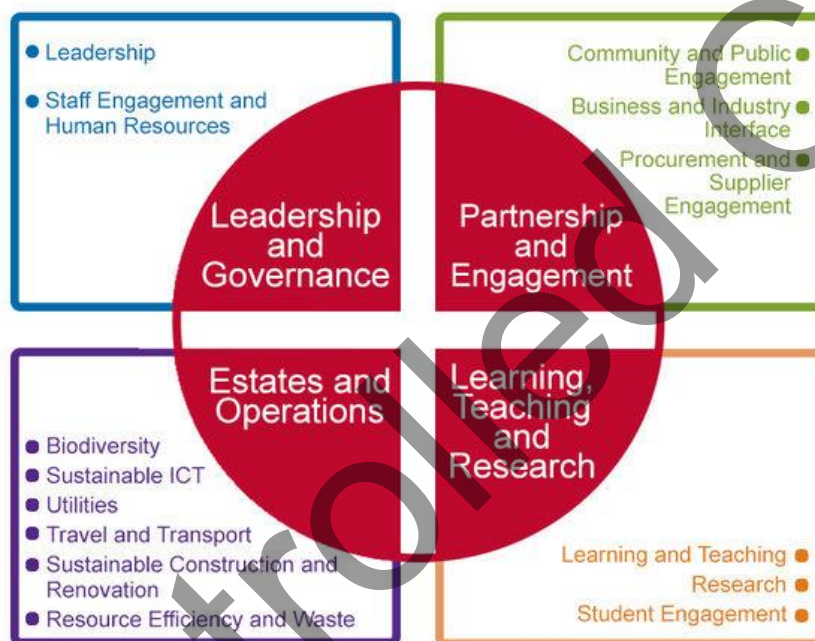 Leadership
Staff Engagement and
Human Resources
Community and Public
Engagement
Business and Industry
Interface
Procurement and
Supplier
Engagement
Leadership
and
Governance
Partnership
and
Engagement
Estates and
Operations
Learning,
Teaching
and
Research
Biodiversity
Sustainable ICT
Utilities
Travel and Transport
Sustainable Construction and
Renovation
Resource Efficiency and Waste
Learning and Teaching
Research
Student Engagement
trolled C